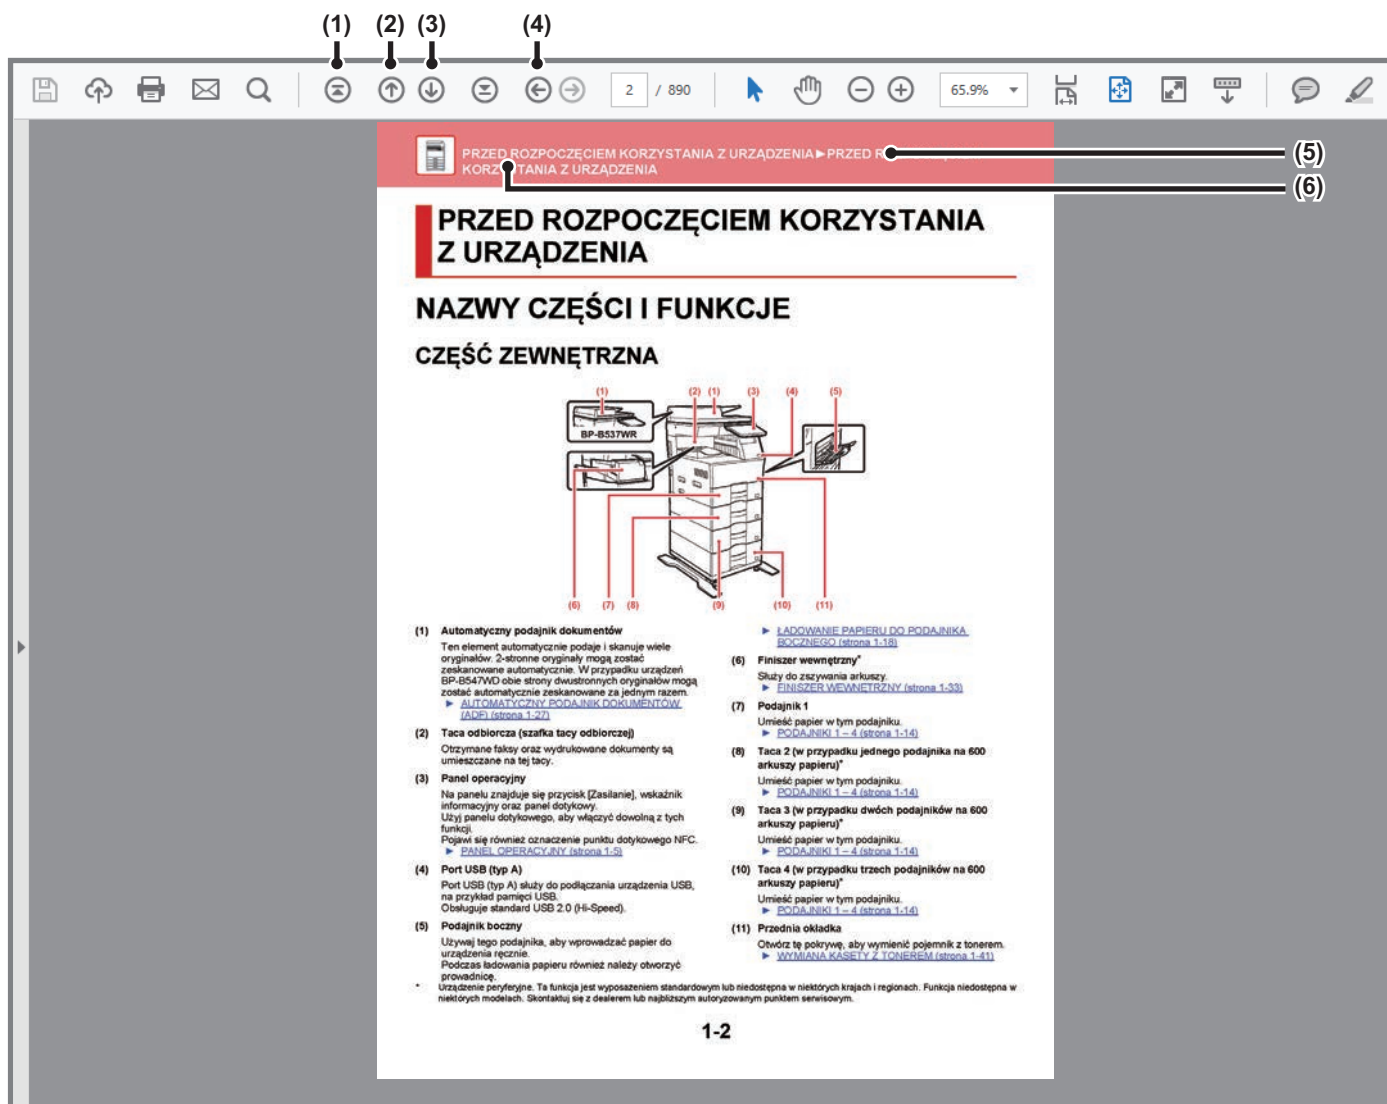 (1) (2) (3) (4)
2 / 890 65.9%
PRZED ROZPOCZĘCIEM KORZYSTANIA Z URZĄDZENIA►PRZED
KORZYSTANIA Z URZĄDZENIA
(5)
(6)
PRZED ROZPOCZĘCIEM KORZYSTANIA
Z URZĄDZENIA
NAZWY CZĘŚCI I FUNKCJE
CZĘŚĆ ZEWNĘTRZNA
(1) (2) (1) (3) (4) (5)
BP-B537WR
(6) (7) (8) (9) (10) (11)
(1) Automatyczny podajnik dokumentów
Ten element automatycznie podaje i skanuje wiele
oryginałów. 2-stronne oryginały mogą zostać
zeskanowane automatycznie. W przypadku urządzeń
BP-B547WD obie strony dwustronnych oryginałów mogą
zostać automatycznie zeskanowane za jednym razem.
► AUTOMATYCZNY PODAJNIK DOKUMENTÓW
(ADF) (strona 1-27)
(2) Taca odbiorcza (szafka tacy odbiorczej)
Otrzymane faksy oraz wydrukowane dokumenty są
umieszczane na tej tacy.
(3) Panel operacyjny
Na panelu znajduje się przycisk [Zasilanie], wskaźnik
informacyjny oraz panel dotykowy.
Użyj panelu dotykowego, aby włączyć dowolną z tych
funkcji.
Pojawi się również oznaczenie punktu dotykowego NFC.
► PANEL OPERACYJNY (strona 1-5)
(4) Port USB (typ A)
Port USB (typ A) służy do podłączania urządzenia USB,
na przykład pamięci USB.
Obsługuje standard USB 2.0 (Hi-Speed).
(5) Podajnik boczny
Używaj tego podajnika, aby wprowadzać papier do
urządzenia ręcznie.
Podczas ładowania papieru również należy otworzyć
prowadnicę.
► ŁADOWANIE PAPIERU DO PODAJNIKA
BOCZNEGO (strona 1-18)
(6) Finiszer wewnętrzny*
Służy do zszywania arkuszy.
► FINISZER WEWNĘTRZNY (strona 1-33)
(7) Podajnik 1
Umieść papier w tym podajniku.
► PODAJNIKI 1 – 4 (strona 1-14)
(8) Taca 2 (w przypadku jednego podajnika na 600
arkuszy papieru)*
Umieść papier w tym podajniku.
► PODAJNIKI 1 – 4 (strona 1-14)
(9) Taca 3 (w przypadku dwóch podajników na 600
arkuszy papieru)*
Umieść papier w tym podajniku.
► PODAJNIKI 1 – 4 (strona 1-14)
(10) Taca 4 (w przypadku trzech podajników na 600
arkuszy papieru)*
Umieść papier w tym podajniku.
► PODAJNIKI 1 – 4 (strona 1-14)
(11) Przednia okładka
Otwórz tę pokrywę, aby wymienić pojemnik z tonerem.
► WYMIANA KASETY Z TONEREM (strona 1-41)
* Urządzenie peryferyjne. Ta funkcja jest wyposażeniem standardowym lub niedostępna w niektórych krajach i regionach. Funkcja niedostępna w
niektórych modelach. Skontaktuj się z dealerem lub najbliższym autoryzowanym punktem serwisowym.
1-2